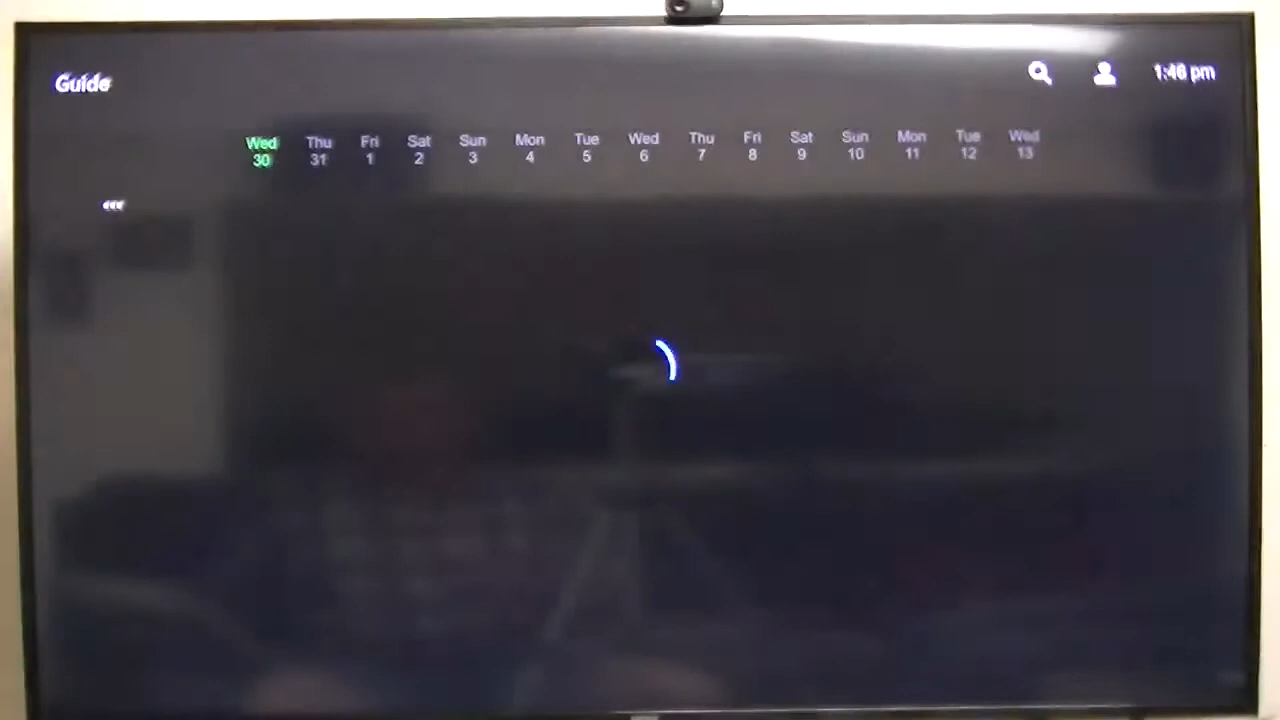 Guide
1:46 pm
Wed Thu Fri Sat Sun Mon Tue Wed Thu Fri Sat Sun Mon Tue Wed
30 31 1 2 3 4 5 6 7 8 9 10 11 12 13